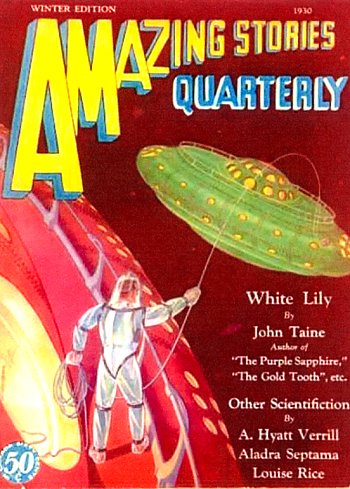 WINTER EDITION 1930
AMAZING STORIES
QUARTERLY
White Lily
By
John Taine
Author of
"The Purple Sapphire,"
"The Gold Tooth", etc.
Other Scientifiction
By
A. Hyatt Verrill
Aladra Septama
Louise Rice
50